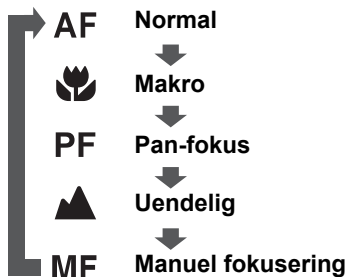 AF Normal
Makro
PF Pan-fokus
Uendelig
MF Manuel fokusering